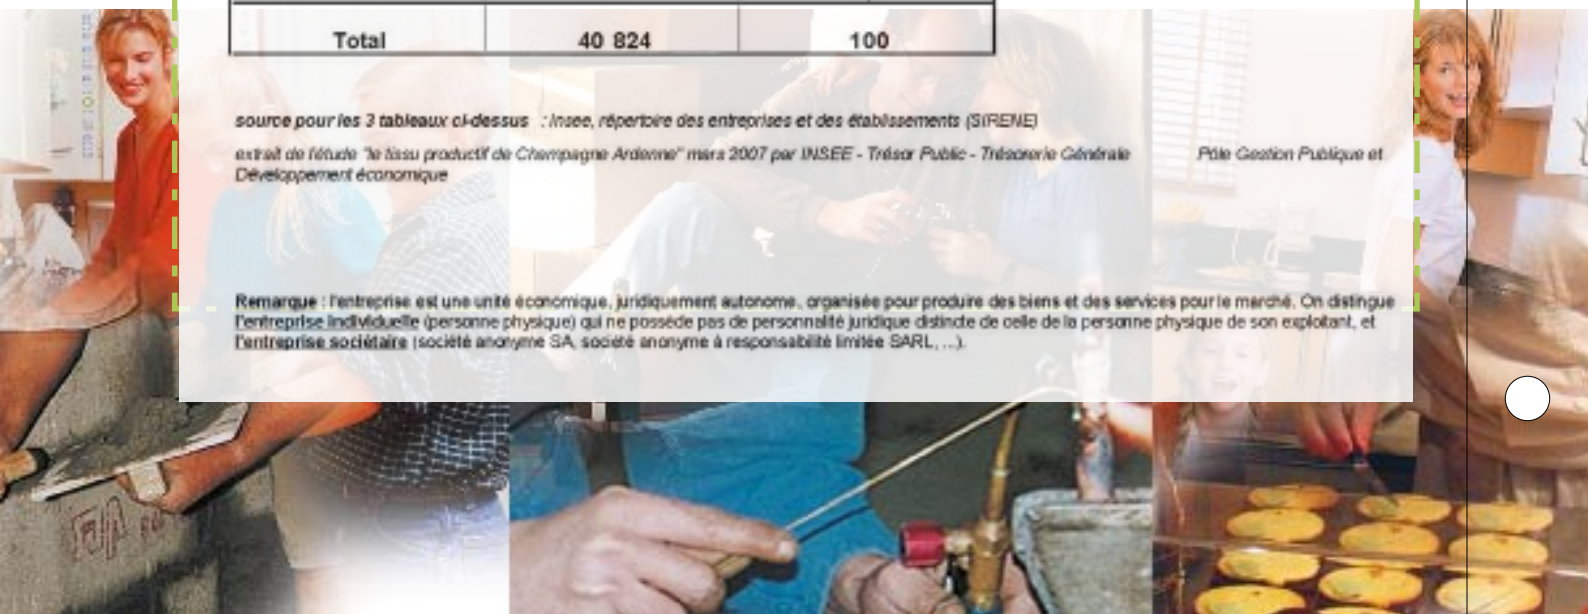 Total 40 824 100
source pour les 3 tableaux ci-dessus : Insee, répertoire des entreprises et des établissements (SIRENE)
extrait de l'étude "le tissu productif de Champagne Ardenne" mars 2007 par INSEE - Trésor Public - Trésorerie Générale Pôle Gestion Publique et
Développement économique
Remarque : l'entreprise est une unité économique, juridiquement autonome, organisée pour produire des biens et des services pour le marché. On distingue
l'entreprise individuelle (personne physique) qui ne possède pas de personnalité juridique distincte de celle de la personne physique de son exploitant, et
l'entreprise sociétaire (société anonyme SA, société anonyme à responsabilité limitée SARL, ...).